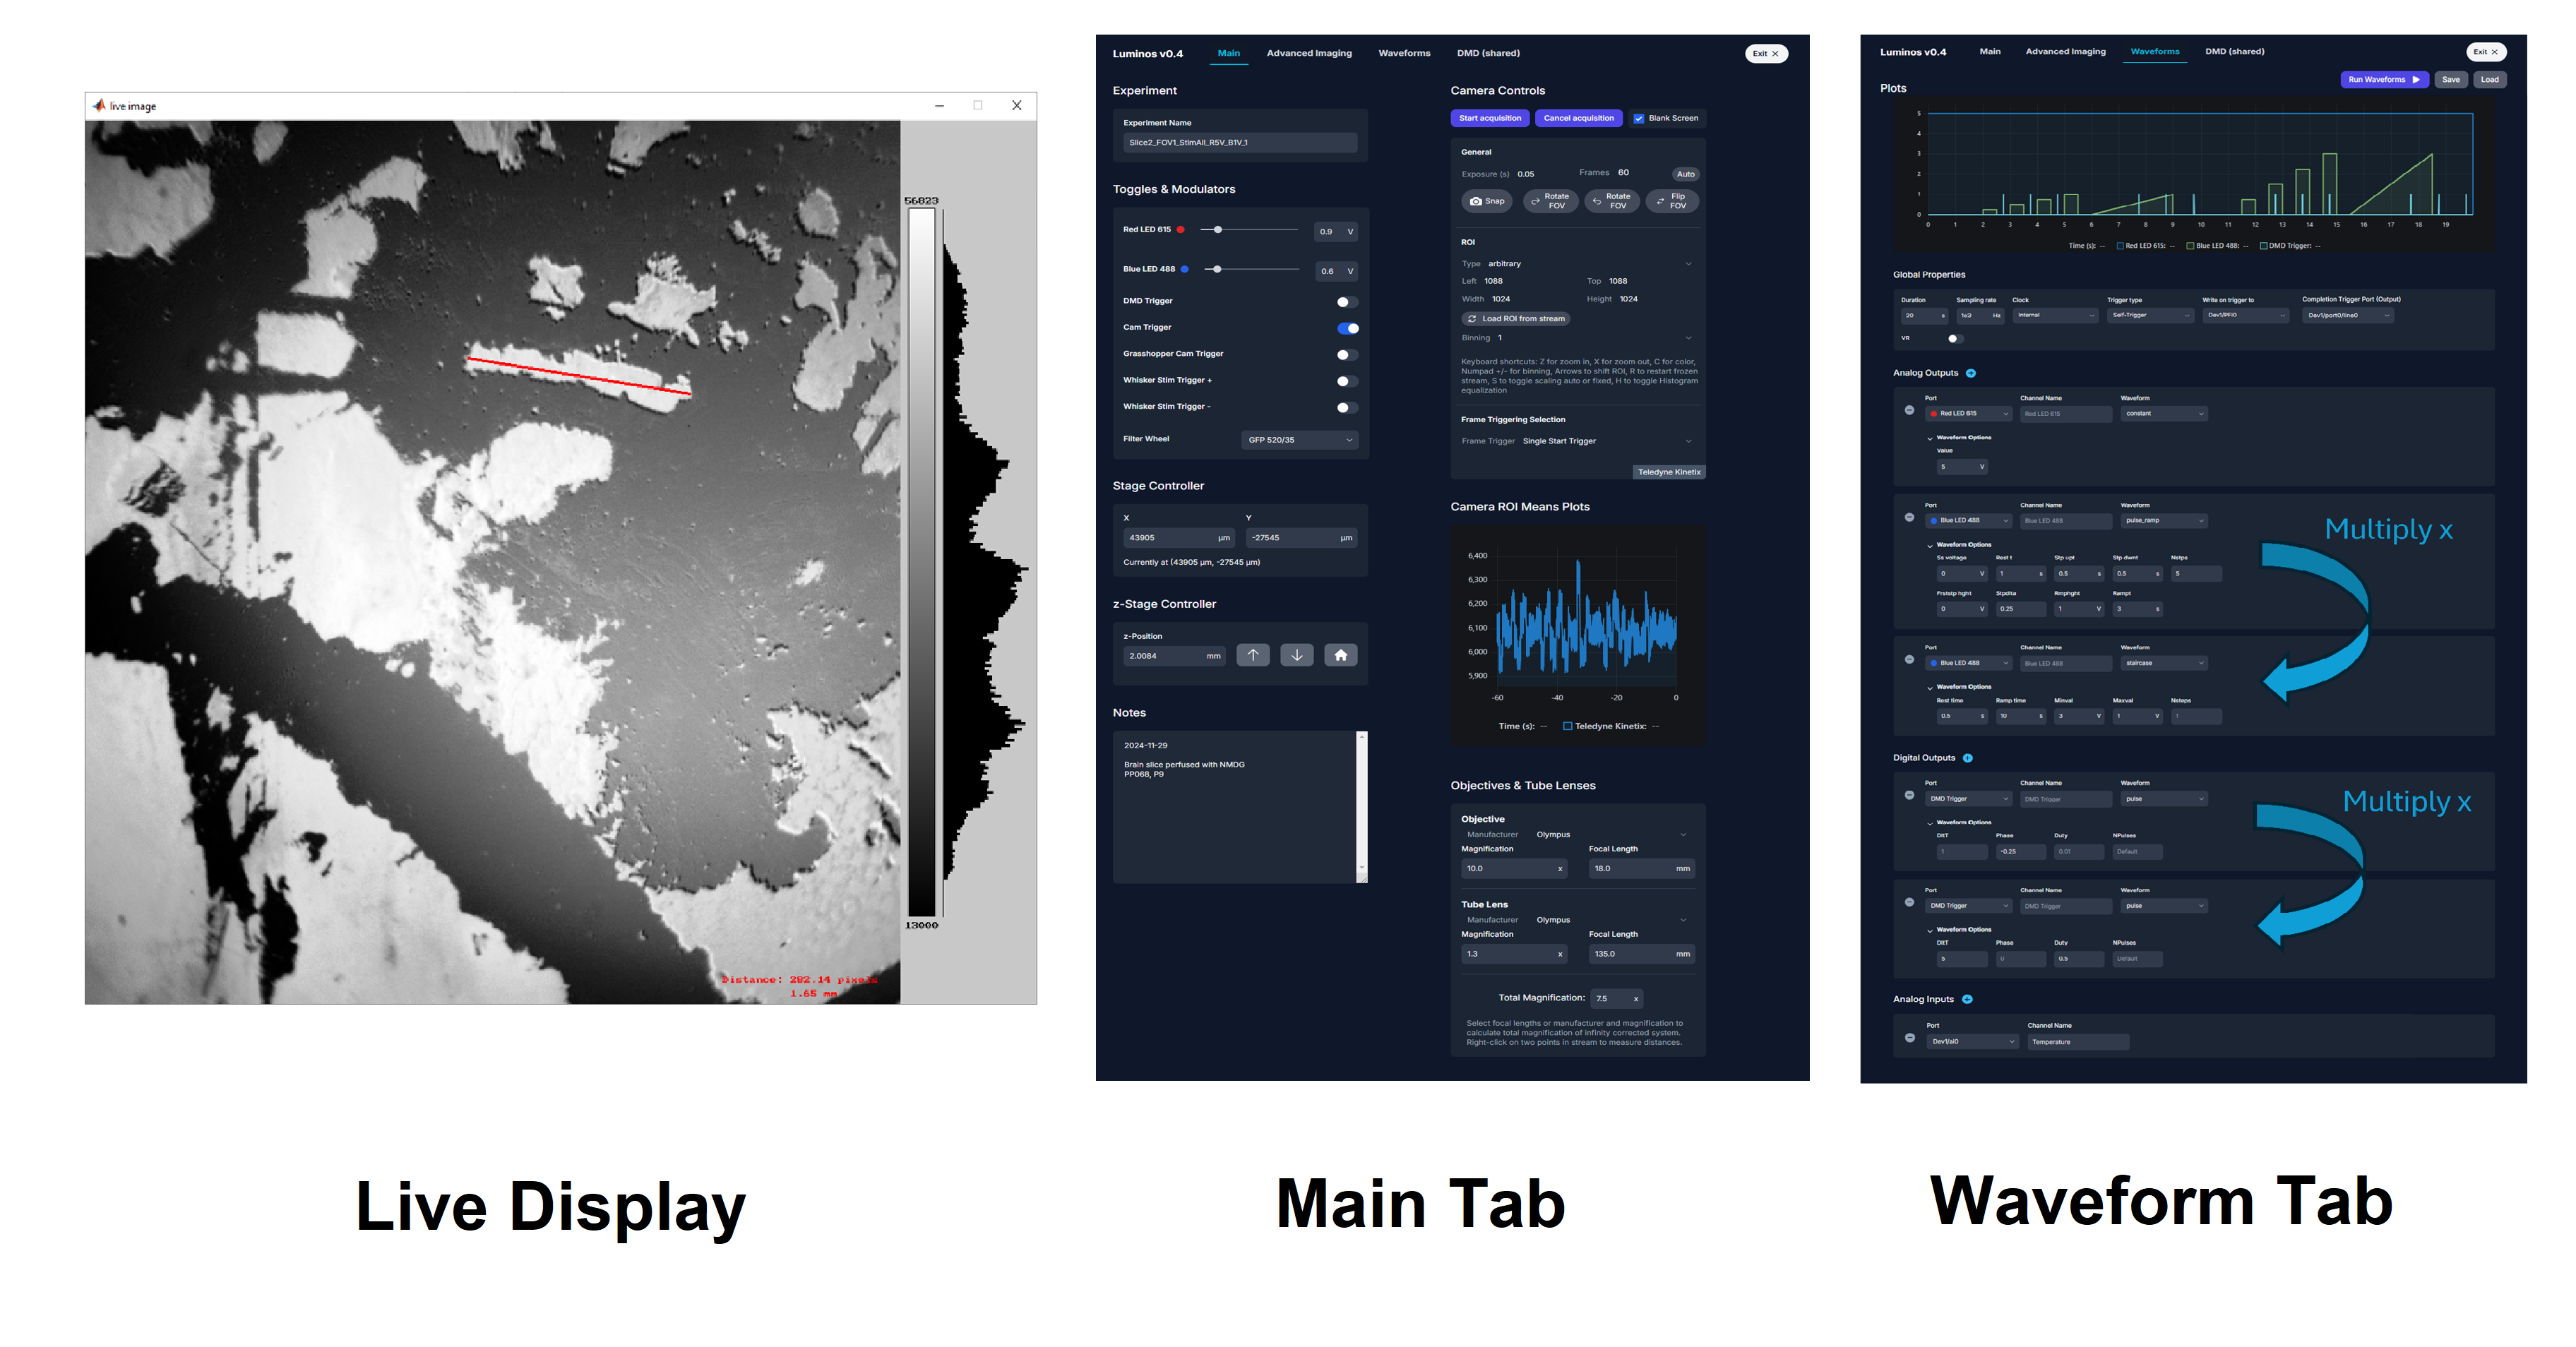 live image
56823
13000
Distance: 282.14 pixels
1.65 mm
Live Display
Luminos v0.4 Main Advanced Imaging Waveforms DMD (shared) Exit X
Experiment
Experiment Name
Slice2_FOV1_StimAll_R5V_B1V_1
Toggles & Modulators
Red LED 615 0.9 V
Blue LED 488 0.6 V
DMD Trigger
Cam Trigger
Grasshopper Cam Trigger
Whisker Stim Trigger +
Whisker Stim Trigger -
Filter Wheel GFP 520/35
Stage Controller
X Y
43905 µm -27545 µm
Currently at (43905 µm, -27545 µm)
z-Stage Controller
z-Position
2.0084 mm
Notes
2024-11-29
Brain slice perfused with NMDG
PP068, P9
Camera Controls
Start acquisition Cancel acquisition Blank Screen
General
Exposure (s) 0.05 Frames 60 Auto
Snap Rotate FOV Rotate FOV Flip FOV
ROI
Type arbitrary
Left 1088 Top 1088
Width 1024 Height 1024
Load ROI from stream
Binning 1
Keyboard shortcuts: Z for zoom in, X for zoom out, C for color,
Numpad +/- for binning, Arrows to shift ROI, R to restart frozen
stream, S to toggle scaling auto or fixed, H to toggle Histogram
equalization
Frame Triggering Selection
Frame Trigger Single Start Trigger
Teledyne Kinetix
Camera ROI Means Plots
6,400
6,300
6,200
6,100
6,000
5,900
-60 -40 -20 0
Time (s): -- Teledyne Kinetix: --
Objectives & Tube Lenses
Objective
Manufacturer Olympus
Magnification Focal Length
10.0 x 18.0 mm
Tube Lens
Manufacturer Olympus
Magnification Focal Length
1.3 x 135.0 mm
Total Magnification: 7.5 x
Select focal lengths or manufacturer and magnification to
calculate total magnification of infinity corrected system.
Right-click on two points in stream to measure distances.
Main Tab
Luminos v0.4 Main Advanced Imaging Waveforms DMD (shared) Exit X
Run Waveforms Save Load
Plots
5
4
3
2
1
0
0 1 2 3 4 5 6 7 8 9 10 11 12 13 14 15 16 17 18 19
Time (s): -- Red LED 615: -- Blue LED 488: -- DMD Trigger: --
Global Properties
Duration Sampling rate Clock Trigger type Write on trigger to Completion Trigger Port (Output)
20 s 1e3 Hz Internal Self-Trigger Dev1/PFI0 Dev1/port0/line0
VR
Analog Outputs
Port Channel Name Waveform
Red LED 615 Red LED 615 constant
Waveform Options
Value
5 V
Port Channel Name Waveform
Blue LED 488 Blue LED 488 pulse_ramp
Waveform Options
Ss voltage Rest t Stp upt Stp dwnt Nstps
0 V 1 s 0.5 s 0.5 s 5
Frststp hght Stpdlta Rmphght Rampt
0 V 0.25 1 V 3 s
Multiply x
Port Channel Name Waveform
Blue LED 488 Blue LED 488 staircase
Waveform Options
Rest time Ramp time Minval Maxval Nsteps
0.5 s 10 s 3 V 1 V 1
Digital Outputs
Port Channel Name Waveform
DMD Trigger DMD Trigger pulse
Waveform Options
DltT Phase Duty NPulses
1 -0.25 0.01 Default
Multiply x
Port Channel Name Waveform
DMD Trigger DMD Trigger pulse
Waveform Options
DltT Phase Duty NPulses
5 0 0.5 Default
Analog Inputs
Port Channel Name
Dev1/ai0 Temperature
Waveform Tab